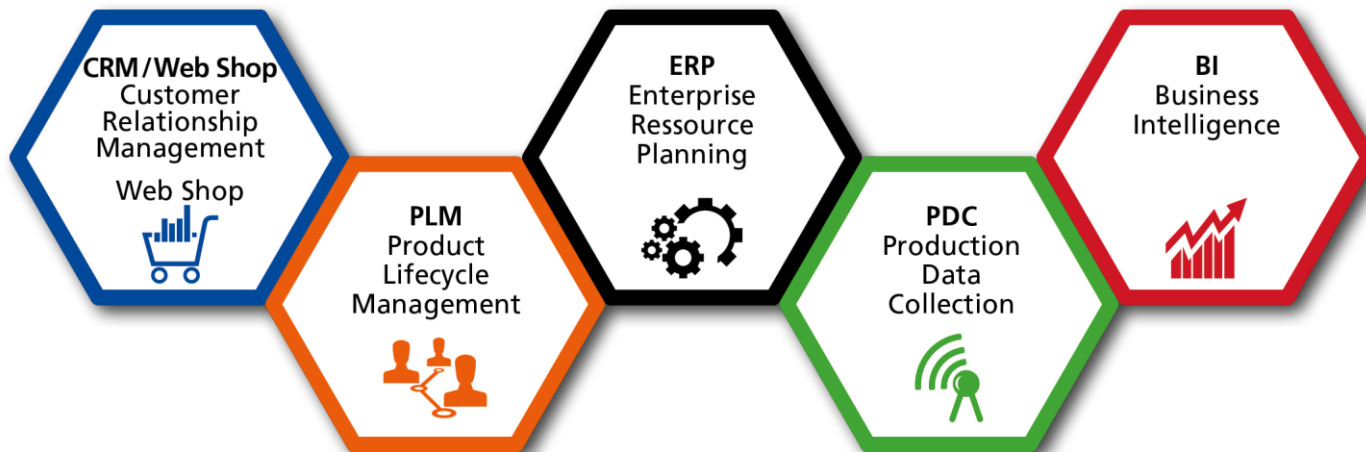 CRM/Web Shop
Customer
Relationship
Management
Web Shop
PLM
Product
Lifecycle
Management
ERP
Enterprise
Ressource
Planning
PDC
Production
Data
Collection
BI
Business
Intelligence